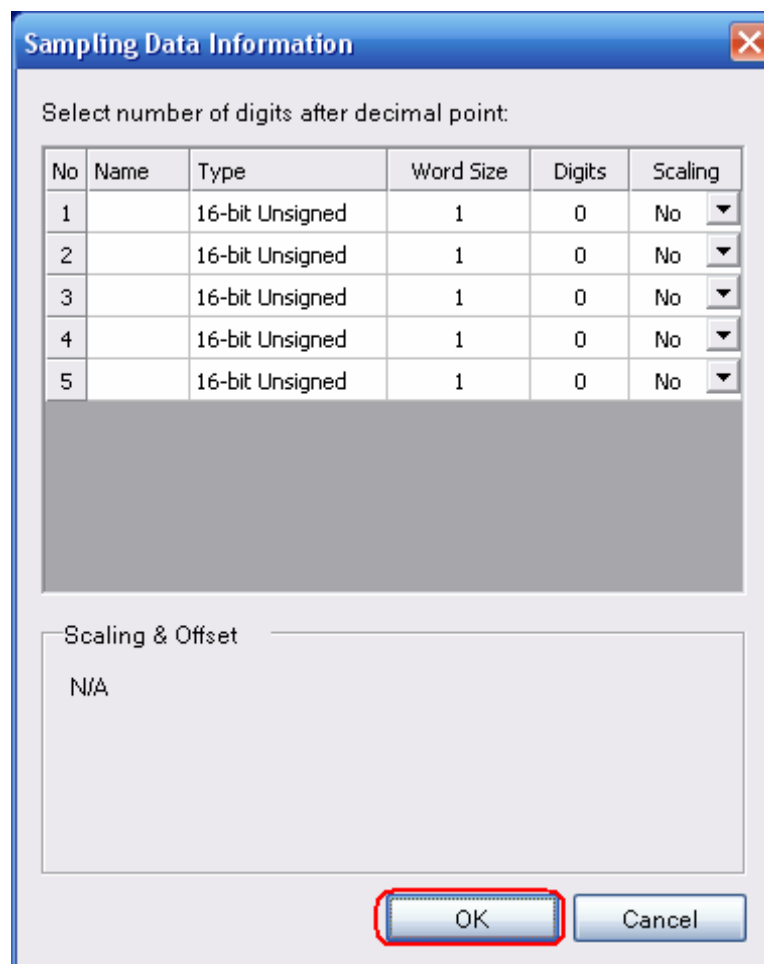 Sampling Data Information
Select number of digits after decimal point:
No Name Type Word Size Digits Scaling
1 16-bit Unsigned 1 0 No
2 16-bit Unsigned 1 0 No
3 16-bit Unsigned 1 0 No
4 16-bit Unsigned 1 0 No
5 16-bit Unsigned 1 0 No
Scaling & Offset
N/A
OK Cancel